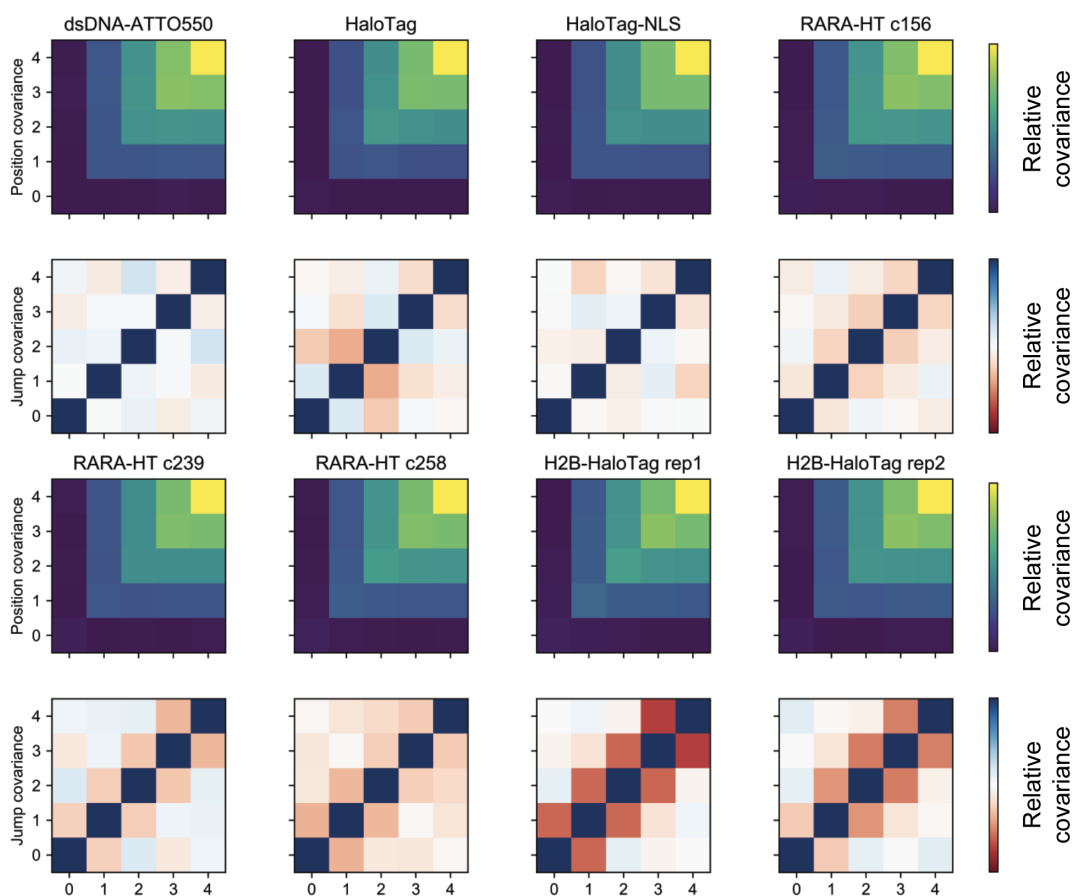 dsDNA-ATTO550 HaloTag HaloTag-NLS RARA-HT c156
Position covariance
4
3
2
1
0
Relative
covariance
Jump covariance
4
3
2
1
0
Relative
covariance
RARA-HT c239 RARA-HT c258 H2B-HaloTag rep1 H2B-HaloTag rep2
Position covariance
4
3
2
1
0
Relative
covariance
Jump covariance
4
3
2
1
0
Relative
covariance
0 1 2 3 4 0 1 2 3 4 0 1 2 3 4 0 1 2 3 4